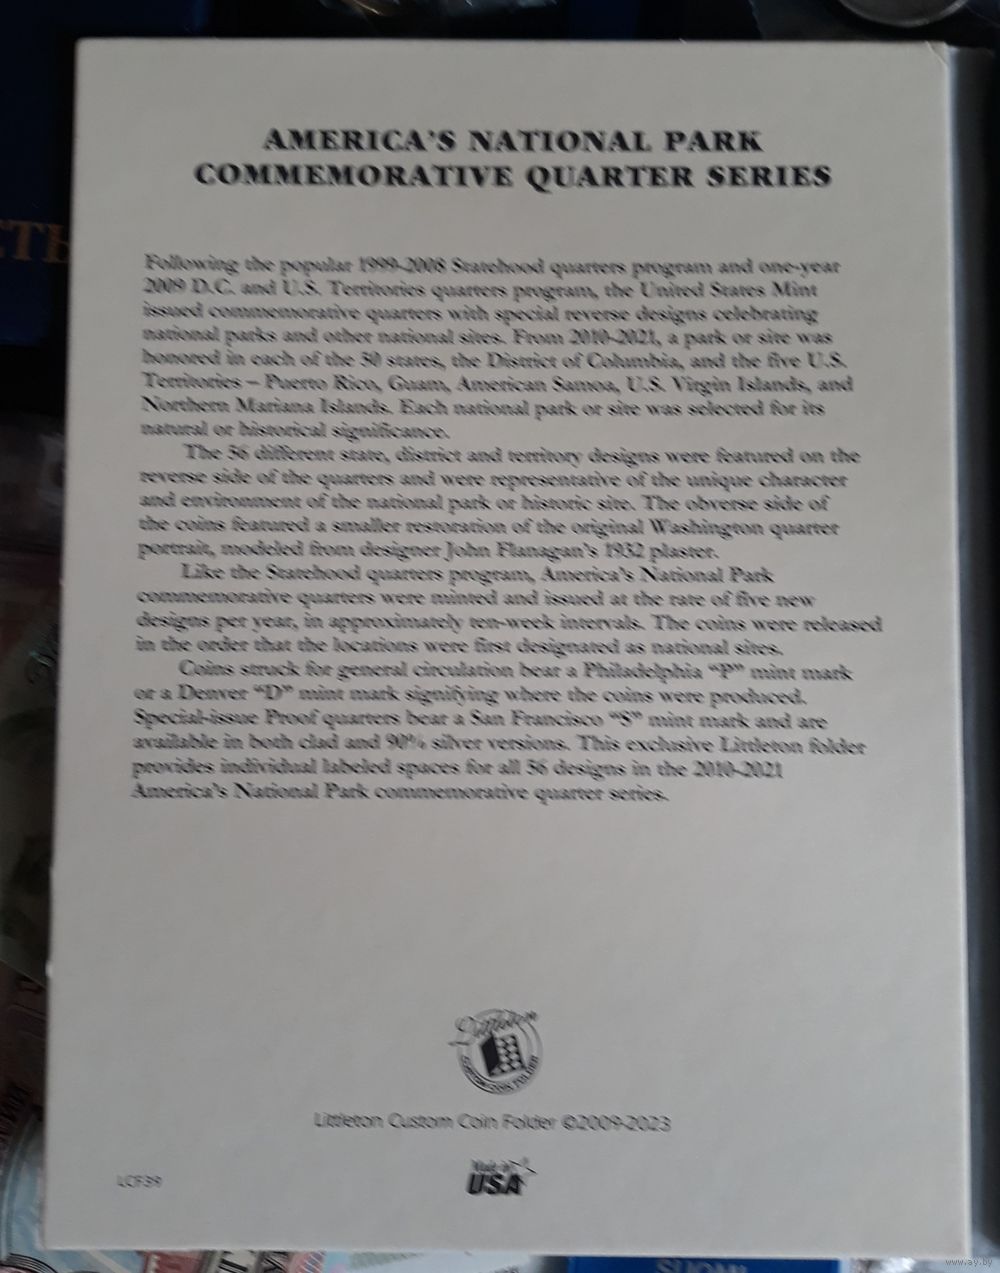 AMERICA'S NATIONAL PARK
COMMEMORATIVE QUARTER SERIES
Following the popular 1999-2008 Statehood quarters program and one-year
2009 D.C. and U.S. Territories quarters program, the United States Mint
issued commemorative quarters with special reverse designs celebrating
national parks and other national sites. From 2010-2021, a park or site was
honored in each of the 50 states, the District of Columbia, and the five U.S.
Territories – Puerto Rico, Guam, American Samoa, U.S. Virgin Islands, and
Northern Mariana Islands. Each national park or site was selected for its
natural or historical significance.
The 56 different state, district and territory designs were featured on the
reverse side of the quarters and were representative of the unique character
and environment of the national park or historic site. The obverse side of
the coins featured a smaller restoration of the original Washington quarter
portrait, modeled from designer John Flanagan's 1932 plaster.
Like the Statehood quarters program, America's National Park
commemorative quarters were minted and issued at the rate of five new
designs per year, in approximately ten-week intervals. The coins were released
in the order that the locations were first designated as national sites.
Coins struck for general circulation bear a Philadelphia “P” mint mark
or a Denver “D” mint mark signifying where the coins were produced.
Special-issue Proof quarters bear a San Francisco “S” mint mark and are
available in both clad and 90% silver versions. This exclusive Littleton folder
provides individual labeled spaces for all 56 designs in the 2010-2021
America's National Park commemorative quarter series.
Littleton
CUSTOM COIN FOLDER
Littleton Custom Coin Folder ©2009-2023
LCF39
Made in
USA
SUOMI
www.ay.by